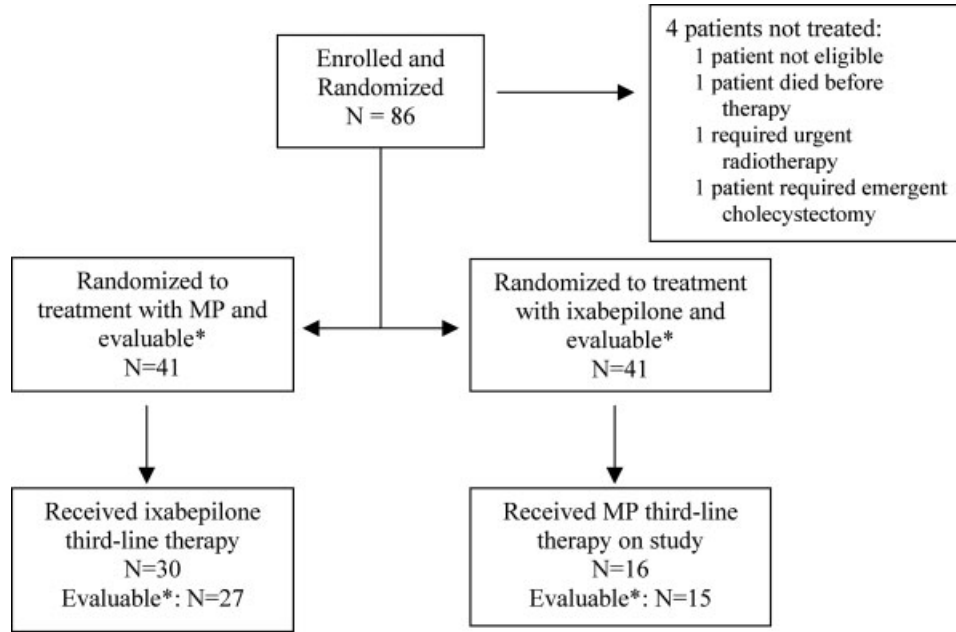 Enrolled and
Randomized
N = 86
4 patients not treated:
1 patient not eligible
1 patient died before
therapy
1 required urgent
radiotherapy
1 patient required emergent
cholecystectomy
Randomized to
treatment with MP and
evaluable*
N=41
Randomized to treatment
with ixabepilone and
evaluable*
N=41
Received ixabepilone
third-line therapy
N=30
Evaluable*: N=27
Received MP third-line
therapy on study
N=16
Evaluable*: N=15